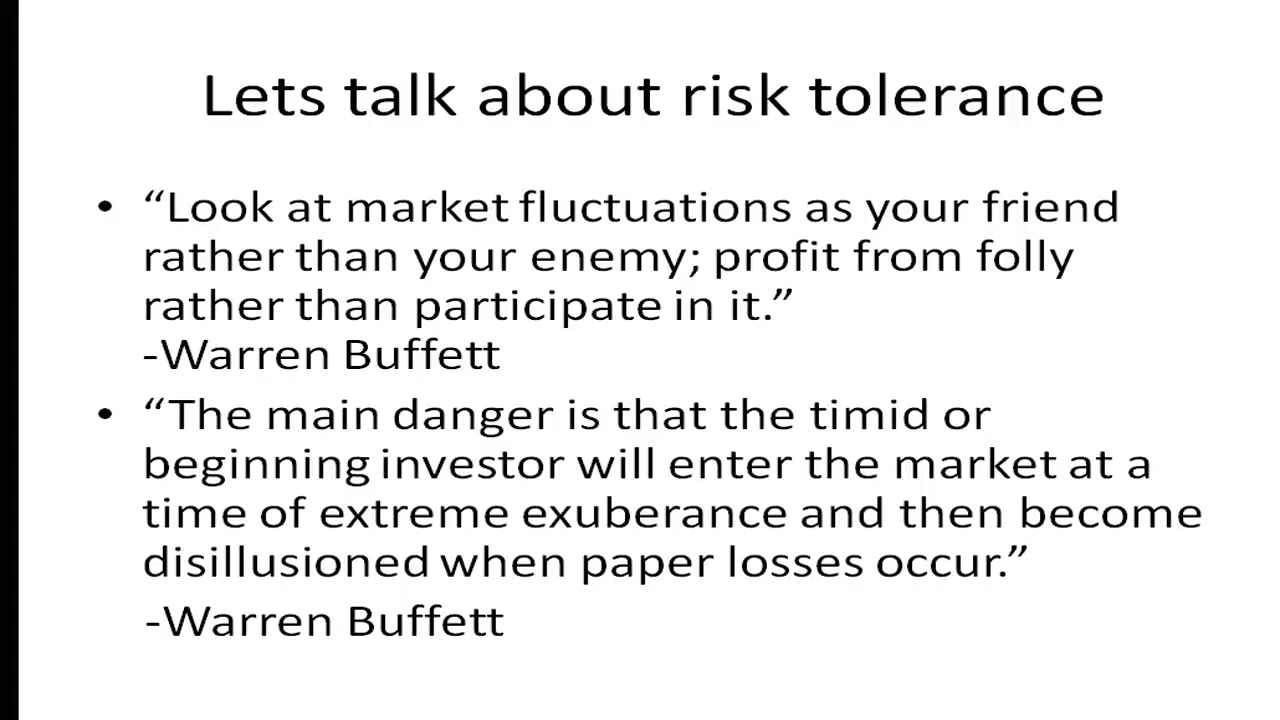 Lets talk about risk tolerance
• “Look at market fluctuations as your friend
rather than your enemy; profit from folly
rather than participate in it.”
-Warren Buffett
• “The main danger is that the timid or
beginning investor will enter the market at a
time of extreme exuberance and then become
disillusioned when paper losses occur.”
-Warren Buffett